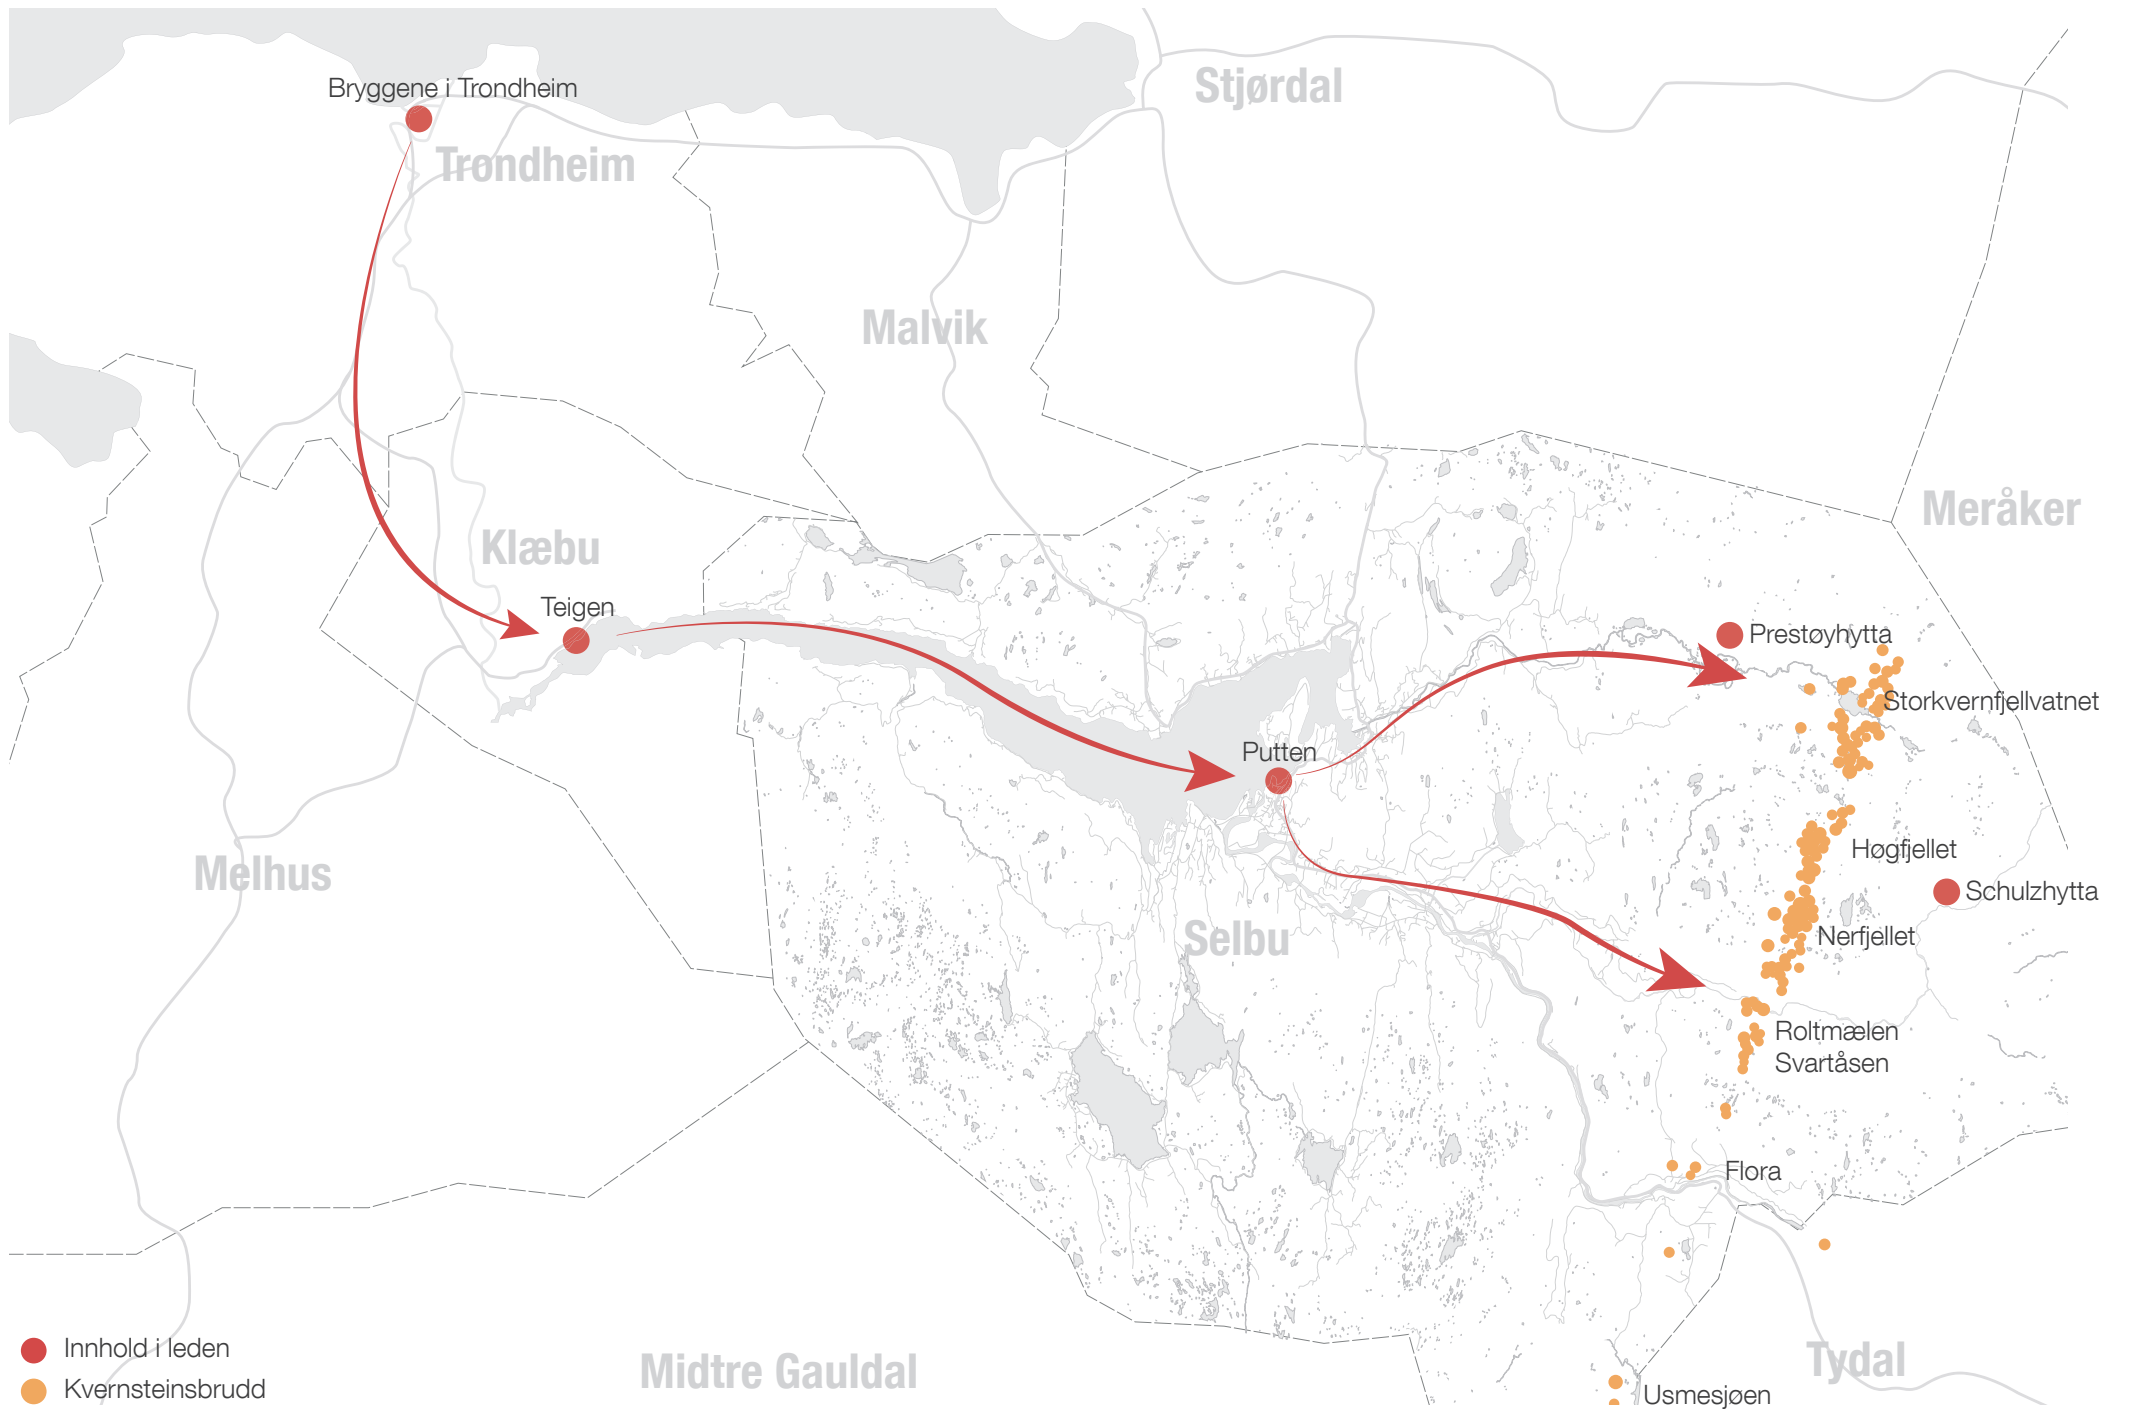 Stjørdal
Bryggene i Trondheim
Trondheim
Malvik
Meråker
Klæbu
Teigen
Prestøyhytta
Storkvernfjellvatnet
Putten
Høgfjellet
Melhus
Schulzhytta
Selbu
Nerfjellet
Roltmælen
Svartåsen
Flora
Innhold i leden
Tydal
Midtre Gauldal
Kvernsteinsbrudd
Usmesjøen